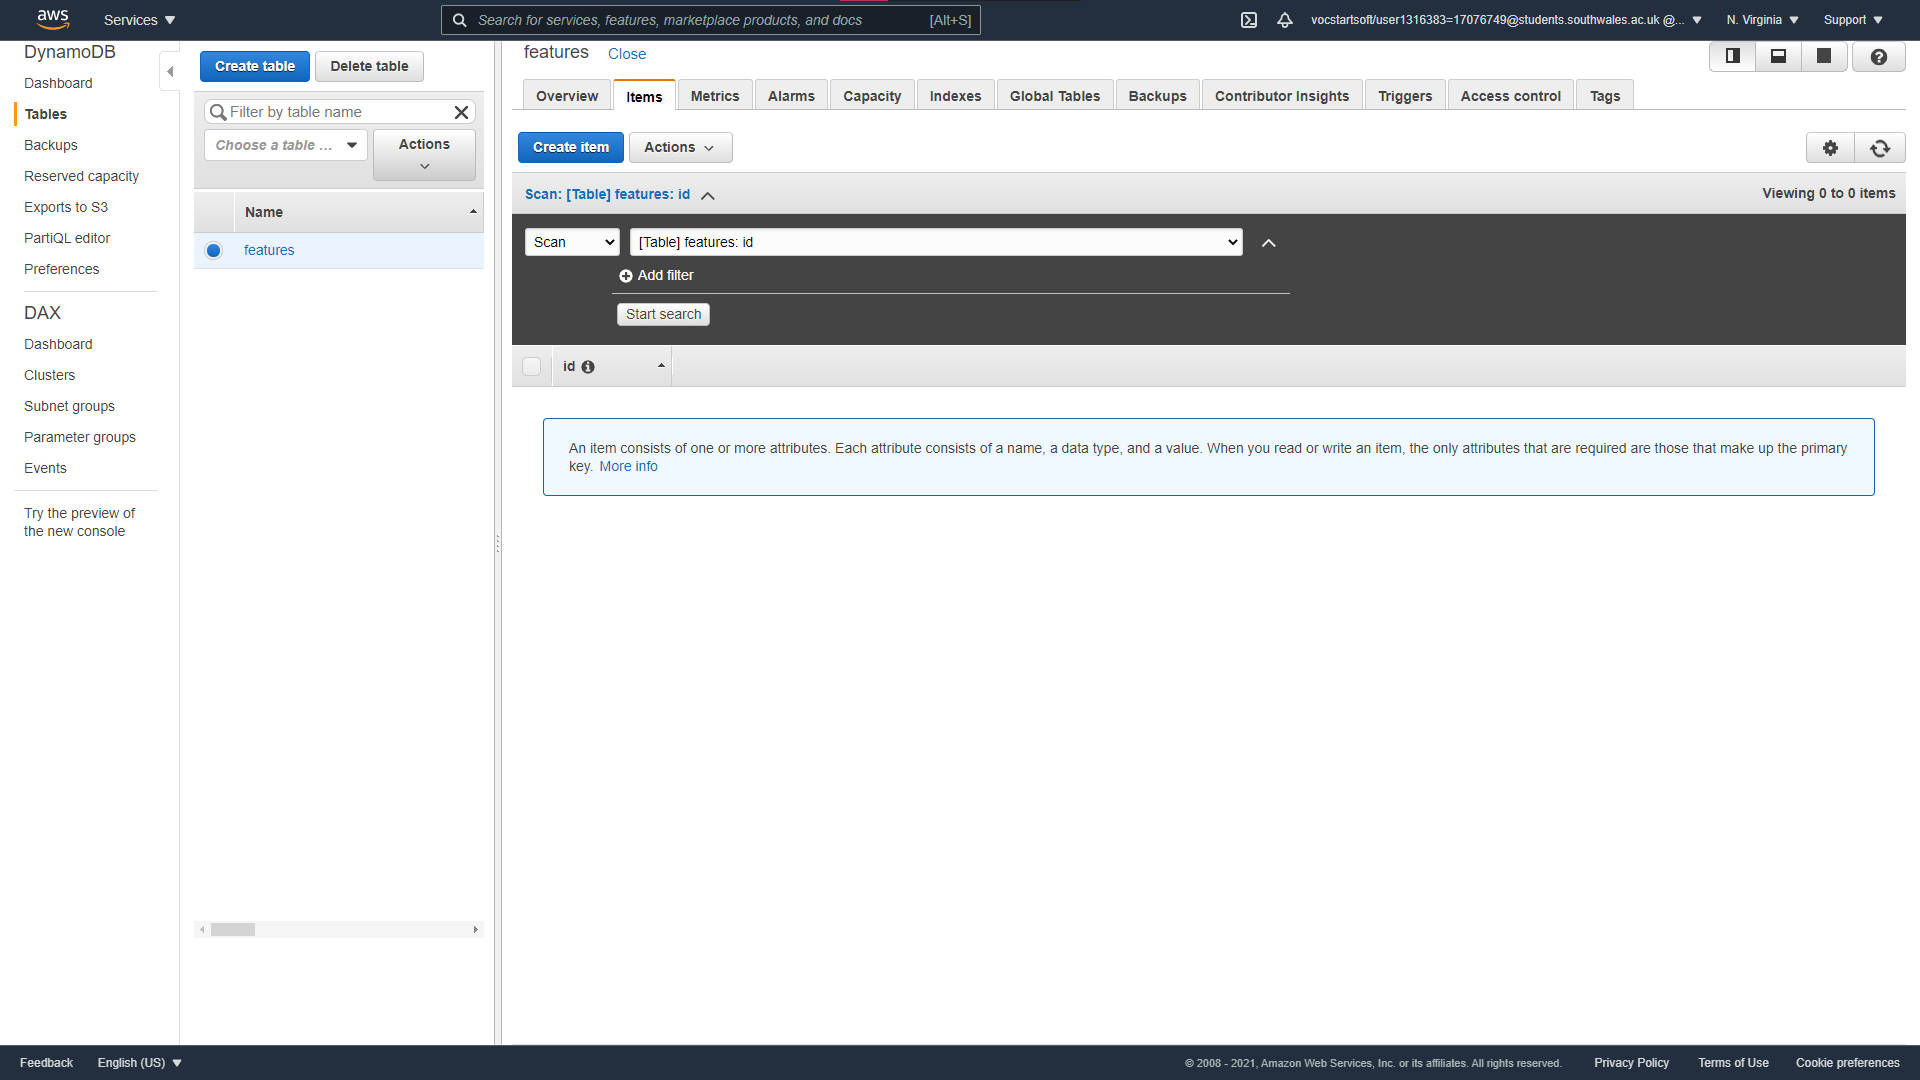 aws
Services
Search for services, features, marketplace products, and docs
[Alt+S]
vocstartsoft/user1316383=17076749@students.southwales.ac.uk @...
N. Virginia
Support
DynamoDB
Dashboard
Tables
Backups
Reserved capacity
Exports to S3
PartiQL editor
Preferences
DAX
Dashboard
Clusters
Subnet groups
Parameter groups
Events
Try the preview of
the new console
Create table
Delete table
Filter by table name
Choose a table ...
Actions
Name
features
features
Close
Overview
Items
Metrics
Alarms
Capacity
Indexes
Global Tables
Backups
Contributor Insights
Triggers
Access control
Tags
Create item
Actions
Scan: [Table] features: id
Viewing 0 to 0 items
Scan
[Table] features: id
Add filter
Start search
id
An item consists of one or more attributes. Each attribute consists of a name, a data type, and a value. When you read or write an item, the only attributes that are required are those that make up the primary
key. More info
Feedback
English (US)
© 2008 - 2021, Amazon Web Services, Inc. or its affiliates. All rights reserved.
Privacy Policy
Terms of Use
Cookie preferences